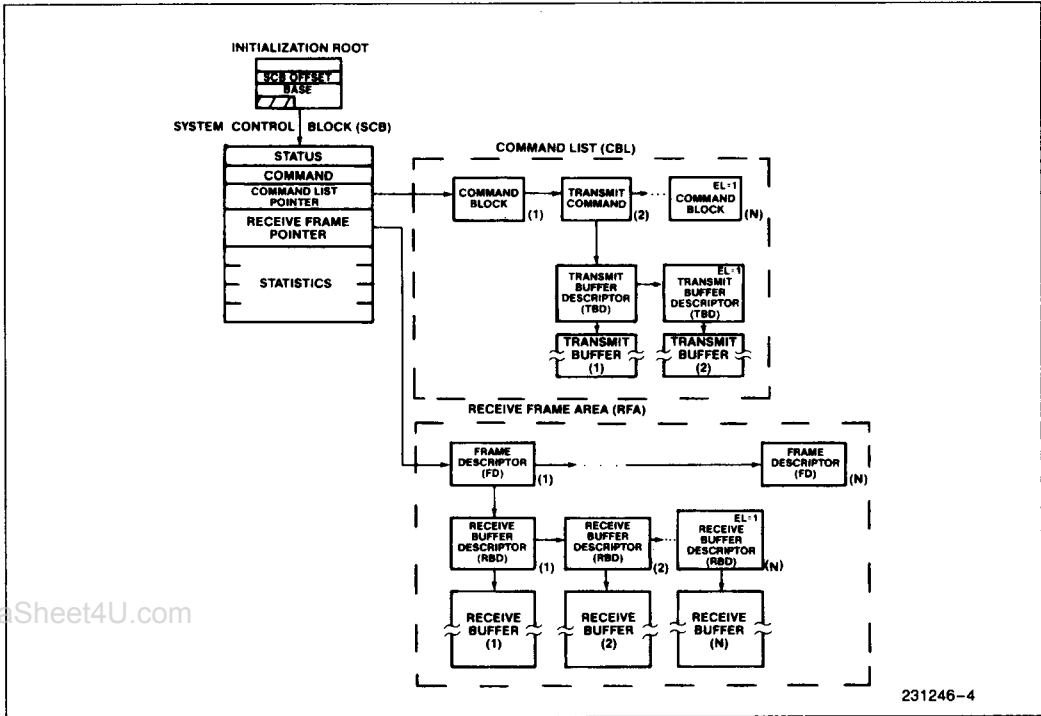 INITIALIZATION ROOT
SCB OFFSET
BASE
SYSTEM CONTROL BLOCK (SCB)
STATUS
COMMAND
COMMAND LIST
POINTER
RECEIVE FRAME
POINTER
STATISTICS
COMMAND LIST (CBL)
COMMAND
BLOCK
(1)
TRANSMIT
COMMAND
(2)
EL=1
COMMAND
BLOCK
(N)
TRANSMIT
BUFFER
DESCRIPTOR
(TBD)
EL=1
TRANSMIT
BUFFER
DESCRIPTOR
(TBD)
TRANSMIT
BUFFER
(1)
TRANSMIT
BUFFER
(2)
RECEIVE FRAME AREA (RFA)
FRAME
DESCRIPTOR
(FD)
(1)
FRAME
DESCRIPTOR
(FD)
(N)
RECEIVE
BUFFER
DESCRIPTOR
(RBD)
(1)
RECEIVE
BUFFER
DESCRIPTOR
(RBD)
(2)
EL=1
RECEIVE
BUFFER
DESCRIPTOR
(RBD)
(N)
RECEIVE
BUFFER
(1)
RECEIVE
BUFFER
(2)
RECEIVE
BUFFER
(N)
aSheet4U.com
231246-4